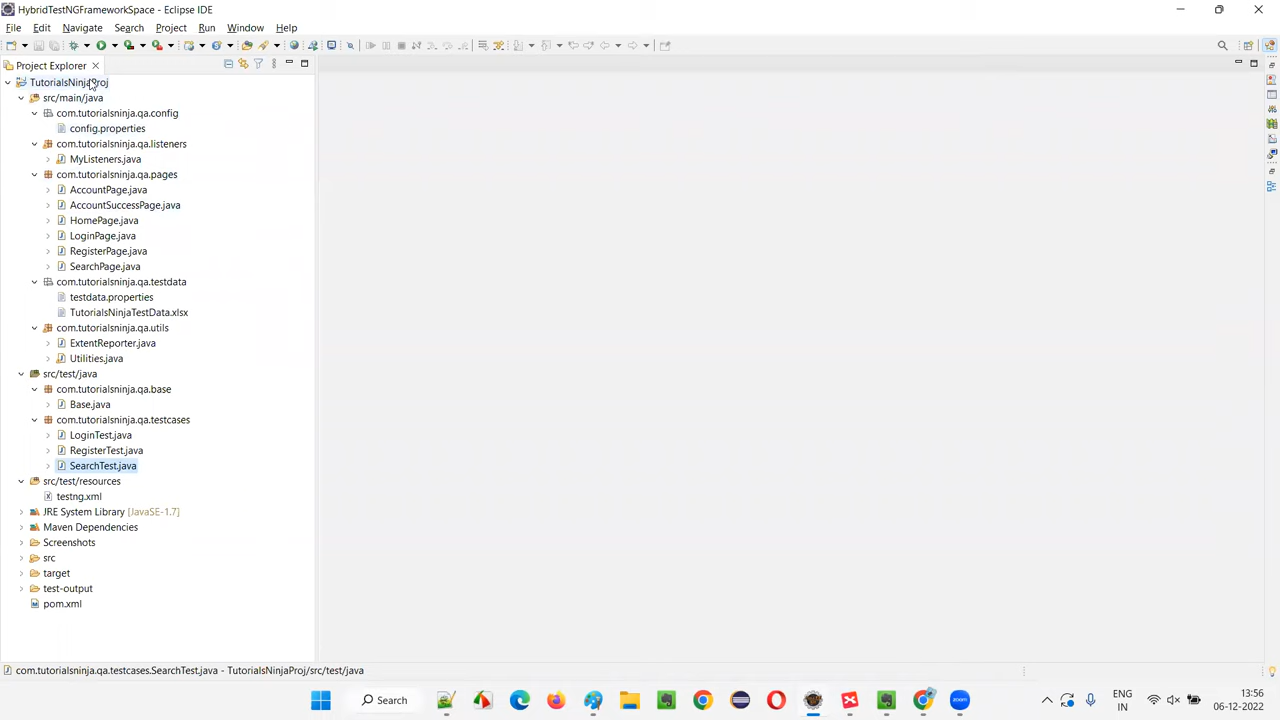 HybridTestNGFrameworkSpace - Eclipse IDE
File Edit Navigate Search Project Run Window Help
Project Explorer
TutorialsNinjaProj
src/main/java
com.tutorialsninja.qa.config
config.properties
com.tutorialsninja.qa.listeners
MyListeners.java
com.tutorialsninja.qa.pages
AccountPage.java
AccountSuccessPage.java
HomePage.java
LoginPage.java
RegisterPage.java
SearchPage.java
com.tutorialsninja.qa.testdata
testdata.properties
TutorialsNinjaTestData.xlsx
com.tutorialsninja.qa.utils
ExtentReporter.java
Utilities.java
src/test/java
com.tutorialsninja.qa.base
Base.java
com.tutorialsninja.qa.testcases
LoginTest.java
RegisterTest.java
SearchTest.java
src/test/resources
testng.xml
JRE System Library [JavaSE-1.7]
Maven Dependencies
Screenshots
src
target
test-output
pom.xml
com.tutorialsninja.qa.testcases.SearchTest.java - TutorialsNinjaProj/src/test/java
Search
zoom
ENG
IN
13:56
06-12-2022